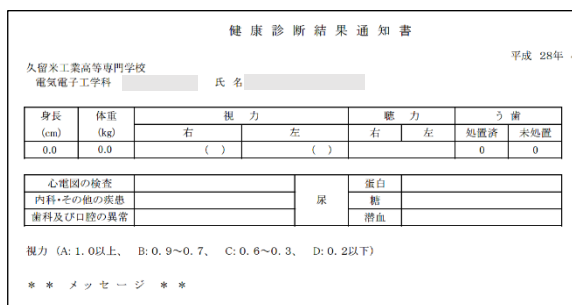 健 康 診 断 結 果 通 知 書
平成 28年
久留米工業高等専門学校
電気電子工学科 氏 名
身長 体重 視 力 聴 力 う 歯
(cm) (kg) 右 左 右 左 処置済 未処置
0.0 0.0 ( ) ( ) 0 0
心電図の検査 尿 蛋白
内科・その他の疾患 糖
歯科及び口腔の異常 潜血
視力 (A: 1. 0以上、 B: 0. 9~0. 7、 C: 0. 6~0. 3、 D: 0. 2以下)
* * メッセージ * *